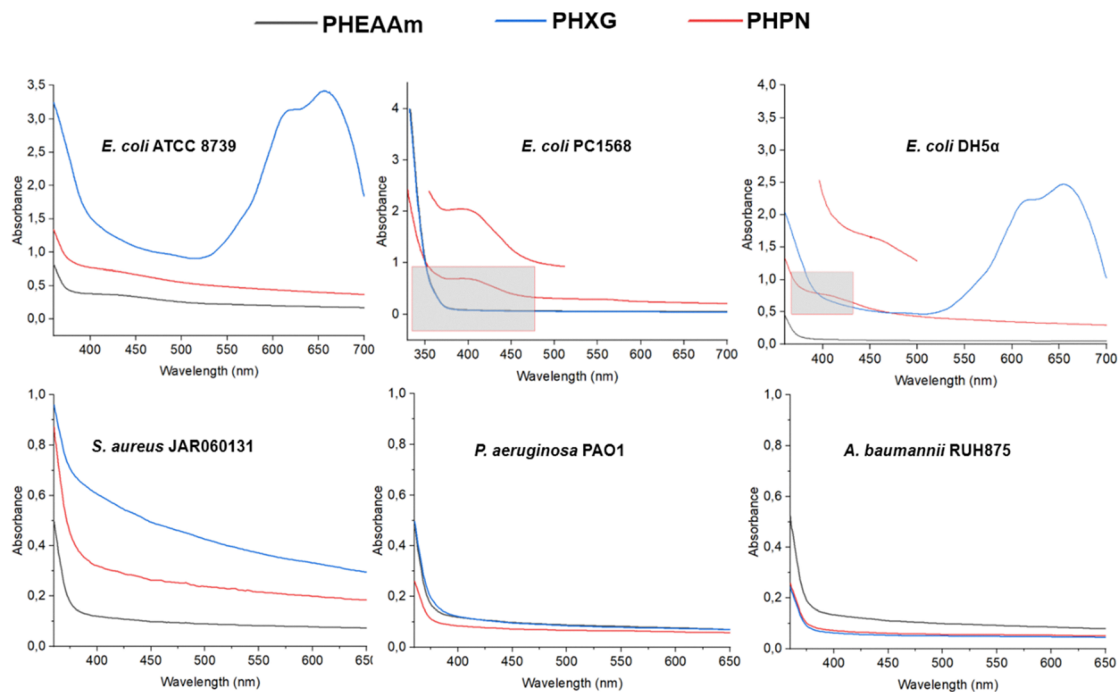 PHEAAm PHXG PHPN
3,5
3,0
2,5
2,0
1,5
1,0
0,5
0,0
Absorbance
E. coli ATCC 8739
400 500 600 700
Wavelength (nm)
4
2
0
Absorbance
E. coli PC1568
350 400 450 500 550 600 650 700
Wavelength (nm)
4,0
3,5
3,0
2,5
2,0
1,5
1,0
0,5
0,0
Absorbance
E. coli DH5α
400 450 500 550 600 650 700
Wavelength (nm)
1,0
0,8
0,6
0,4
0,2
0,0
Absorbance
S. aureus JAR060131
400 450 500 550 600 650
Wavelength (nm)
1,0
0,8
0,6
0,4
0,2
0,0
Absorbance
P. aeruginosa PAO1
400 450 500 550 600 650
Wavelength (nm)
1,0
0,8
0,6
0,4
0,2
0,0
Absorbance
A. baumannii RUH875
400 450 500 550 600 650
Wavelength (nm)